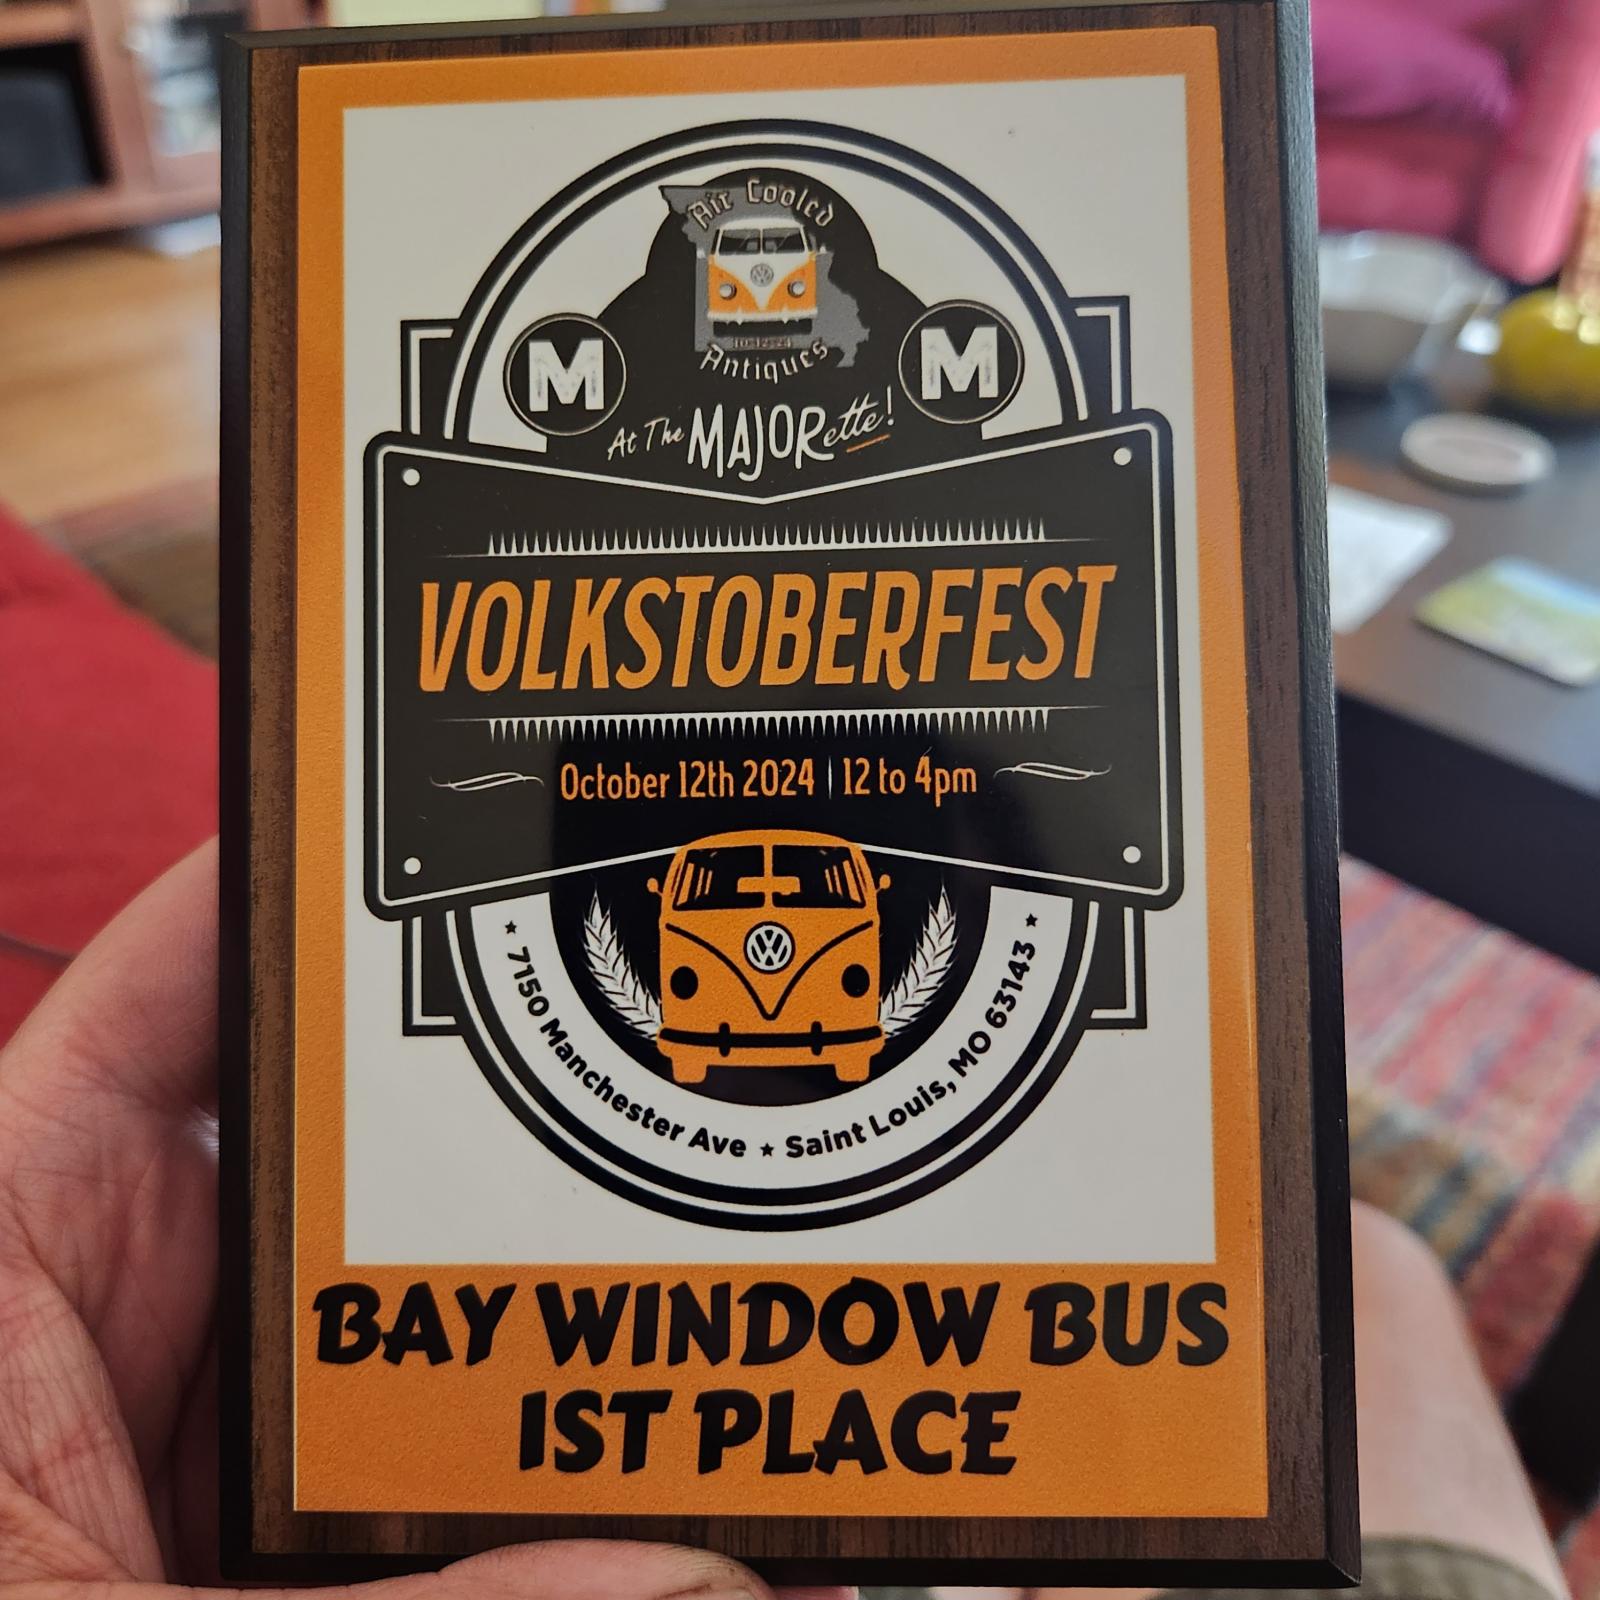 Air Cooled
Antiques
M
M
At The MAJORette!
VOLKSTOBERFEST
October 12th 2024 | 12 to 4pm
★ 7150 Manchester Ave ★ Saint Louis, MO 63143 ★
BAY WINDOW BUS
1ST PLACE